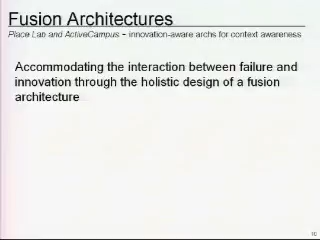 Fusion Architectures
Place Lab and ActiveCampus - innovation-aware archs for context awareness
Accommodating the interaction between failure and
innovation through the holistic design of a fusion
architecture